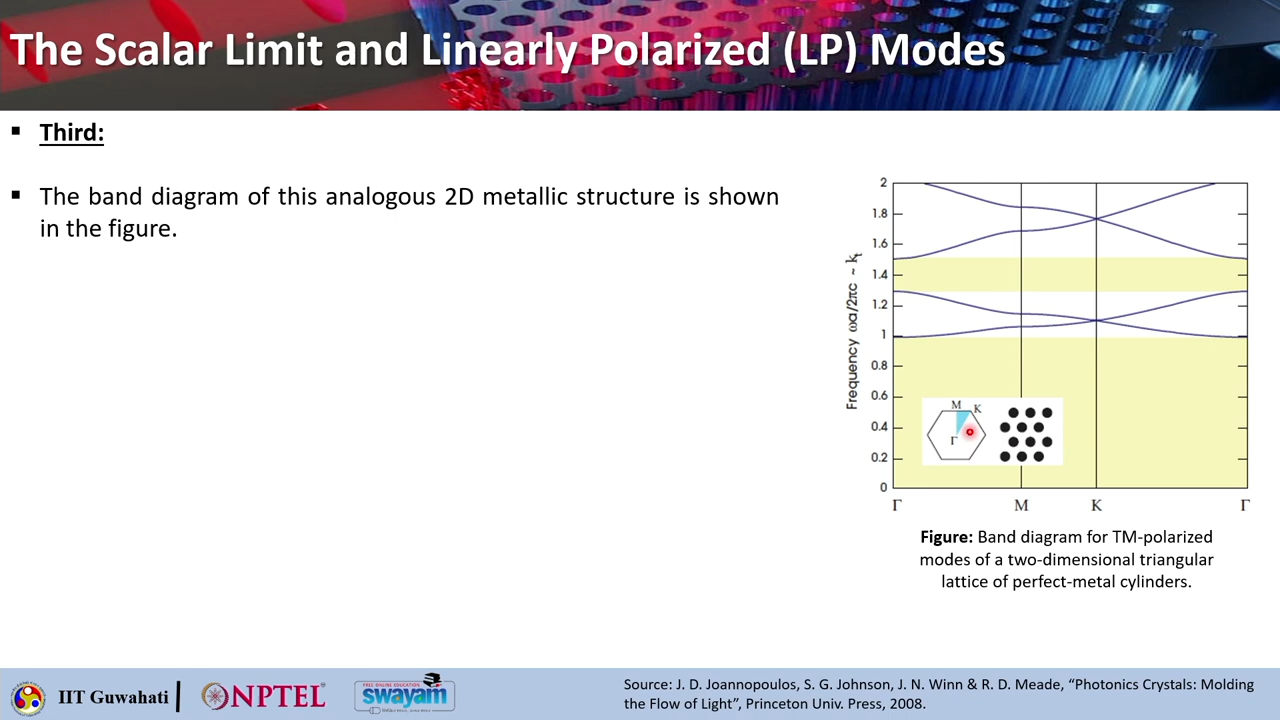 The Scalar Limit and Linearly Polarized (LP) Modes
▪ Third:
▪ The band diagram of this analogous 2D metallic structure is shown
in the figure.
Frequency ωa/2πc ~ kt
2
1.8
1.6
1.4
1.2
1
0.8
0.6
0.4
0.2
0
M
K
Γ
Γ
M
K
Γ
Figure: Band diagram for TM-polarized
modes of a two-dimensional triangular
lattice of perfect-metal cylinders.
IIT Guwahati
NPTEL
FREE ONLINE EDUCATION
swayam
Source: J. D. Joannopoulos, S. G. Johnson, J. N. Winn & R. D. Meade, “Photonics Crystals: Molding
the Flow of Light”, Princeton Univ. Press, 2008.